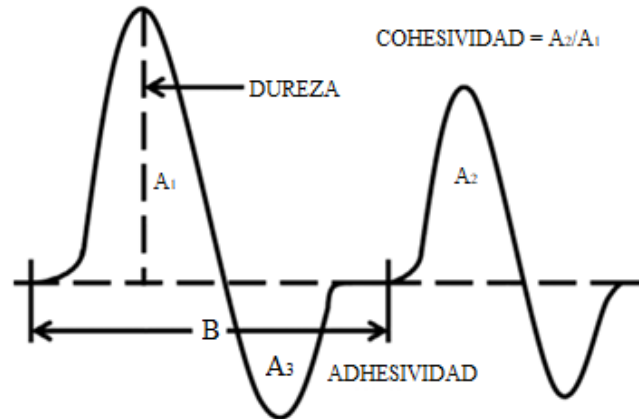 COHESIVIDAD = A₂/A₁
DUREZA
A₁
A₂
B
A₃
ADHESIVIDAD